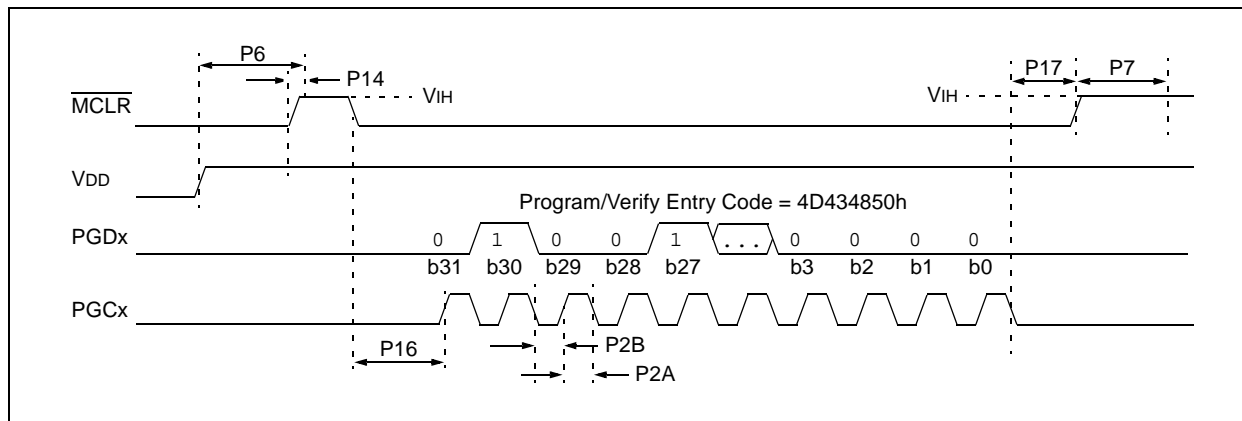 P6
P14
P17
P7
MCLR
VIH
VIH
VDD
Program/Verify Entry Code = 4D434850h
PGDx
0 1 0 0 1 ... 0 0 0 0
b31 b30 b29 b28 b27 b3 b2 b1 b0
PGCx
P16
P2B
P2A